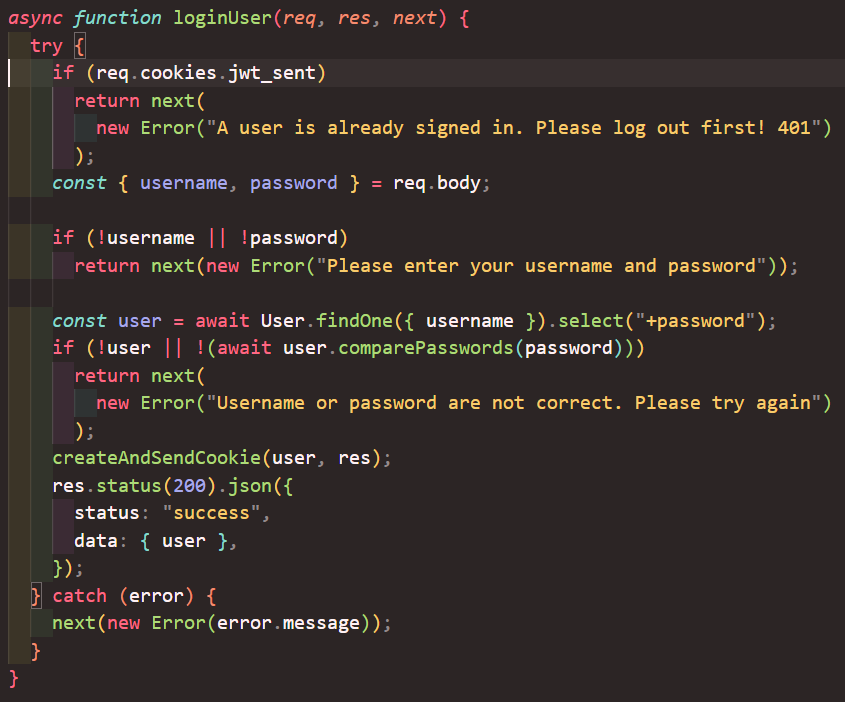 async function loginUser(req, res, next) {
  try {
    if (req.cookies.jwt_sent)
      return next(
        new Error("A user is already signed in. Please log out first! 401")
      );
    const { username, password } = req.body;

    if (!username || !password)
      return next(new Error("Please enter your username and password"));

    const user = await User.findOne({ username }).select("+password");
    if (!user || !(await user.comparePasswords(password)))
      return next(
        new Error("Username or password are not correct. Please try again")
      );
    createAndSendCookie(user, res);
    res.status(200).json({
      status: "success",
      data: { user },
    });
  } catch (error) {
    next(new Error(error.message));
  }
}